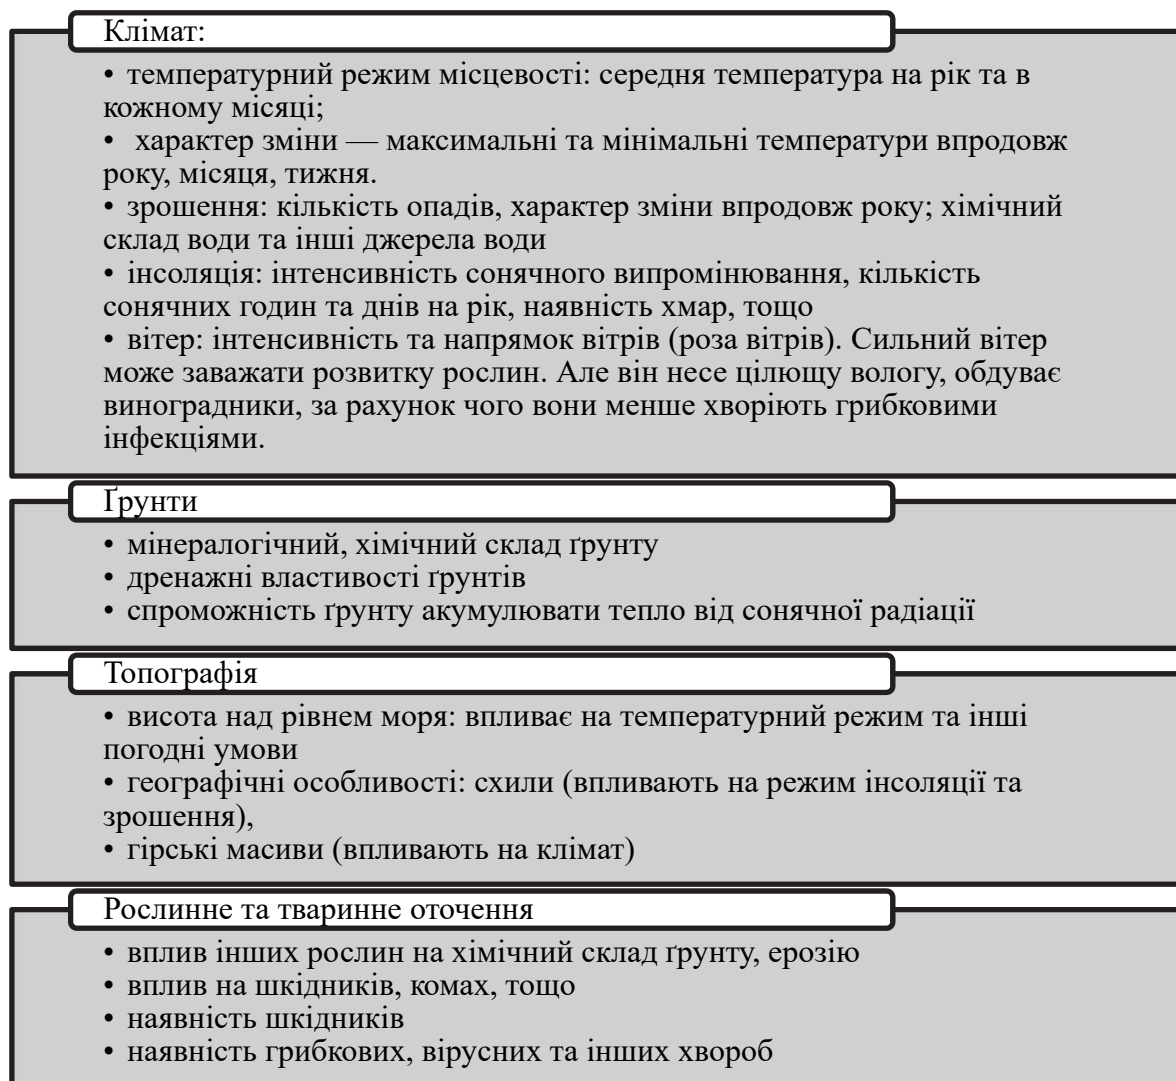 Клімат:
• температурний режим місцевості: середня температура на рік та в
кожному місяці;
• характер зміни — максимальні та мінімальні температури впродовж
року, місяця, тижня.
• зрошення: кількість опадів, характер зміни впродовж року; хімічний
склад води та інші джерела води
• інсоляція: інтенсивність сонячного випромінювання, кількість
сонячних годин та днів на рік, наявність хмар, тощо
• вітер: інтенсивність та напрямок вітрів (роза вітрів). Сильний вітер
може заважати розвитку рослин. Але він несе цілющу вологу, обдуває
виноградники, за рахунок чого вони менше хворіють грибковими
інфекціями.
Ґрунти
• мінералогічний, хімічний склад ґрунту
• дренажні властивості ґрунтів
• спроможність ґрунту акумулювати тепло від сонячної радіації
Топографія
• висота над рівнем моря: впливає на температурний режим та інші
погодні умови
• географічні особливості: схили (впливають на режим інсоляції та
зрошення),
• гірські масиви (впливають на клімат)
Рослинне та тваринне оточення
• вплив інших рослин на хімічний склад ґрунту, ерозію
• вплив на шкідників, комах, тощо
• наявність шкідників
• наявність грибкових, вірусних та інших хвороб